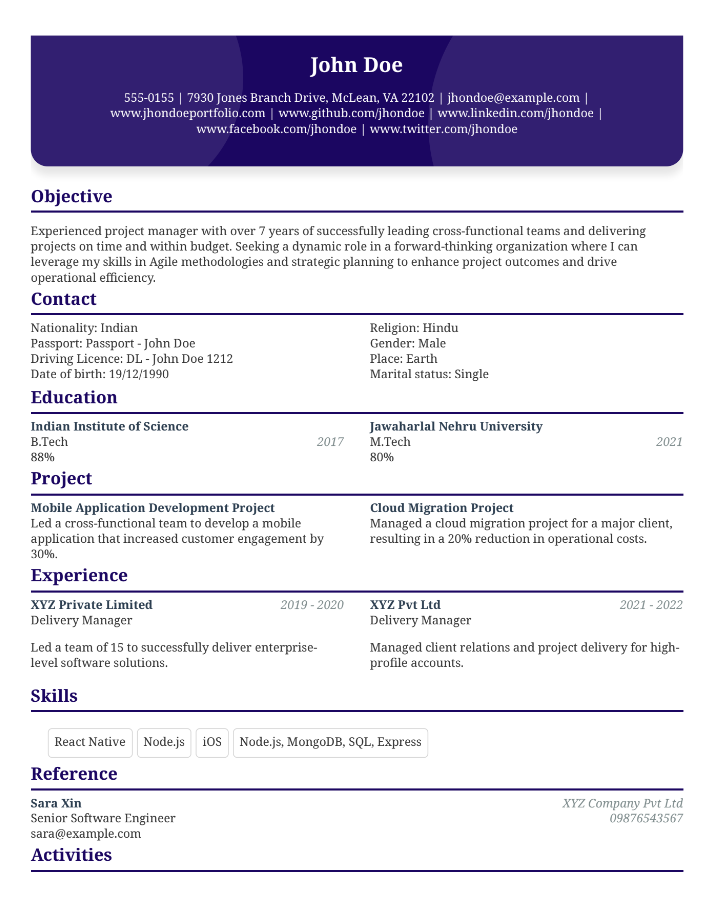 John Doe
555-0155 | 7930 Jones Branch Drive, McLean, VA 22102 | jhondoe@example.com |
www.jhondoeportfolio.com | www.github.com/jhondoe | www.linkedin.com/jhondoe |
www.facebook.com/jhondoe | www.twitter.com/jhondoe
Objective
Experienced project manager with over 7 years of successfully leading cross-functional teams and delivering
projects on time and within budget. Seeking a dynamic role in a forward-thinking organization where I can
leverage my skills in Agile methodologies and strategic planning to enhance project outcomes and drive
operational efficiency.
Contact
Nationality: Indian
Passport: Passport - John Doe
Driving Licence: DL - John Doe 1212
Date of birth: 19/12/1990
Religion: Hindu
Gender: Male
Place: Earth
Marital status: Single
Education
Indian Institute of Science
B.Tech 2017
88%
Jawaharlal Nehru University
M.Tech 2021
80%
Project
Mobile Application Development Project
Led a cross-functional team to develop a mobile
application that increased customer engagement by
30%.
Cloud Migration Project
Managed a cloud migration project for a major client,
resulting in a 20% reduction in operational costs.
Experience
XYZ Private Limited 2019 - 2020
Delivery Manager
Led a team of 15 to successfully deliver enterprise-
level software solutions.
XYZ Pvt Ltd 2021 - 2022
Delivery Manager
Managed client relations and project delivery for high-
profile accounts.
Skills
React Native Node.js iOS Node.js, MongoDB, SQL, Express
Reference
Sara Xin XYZ Company Pvt Ltd
Senior Software Engineer 09876543567
sara@example.com
Activities